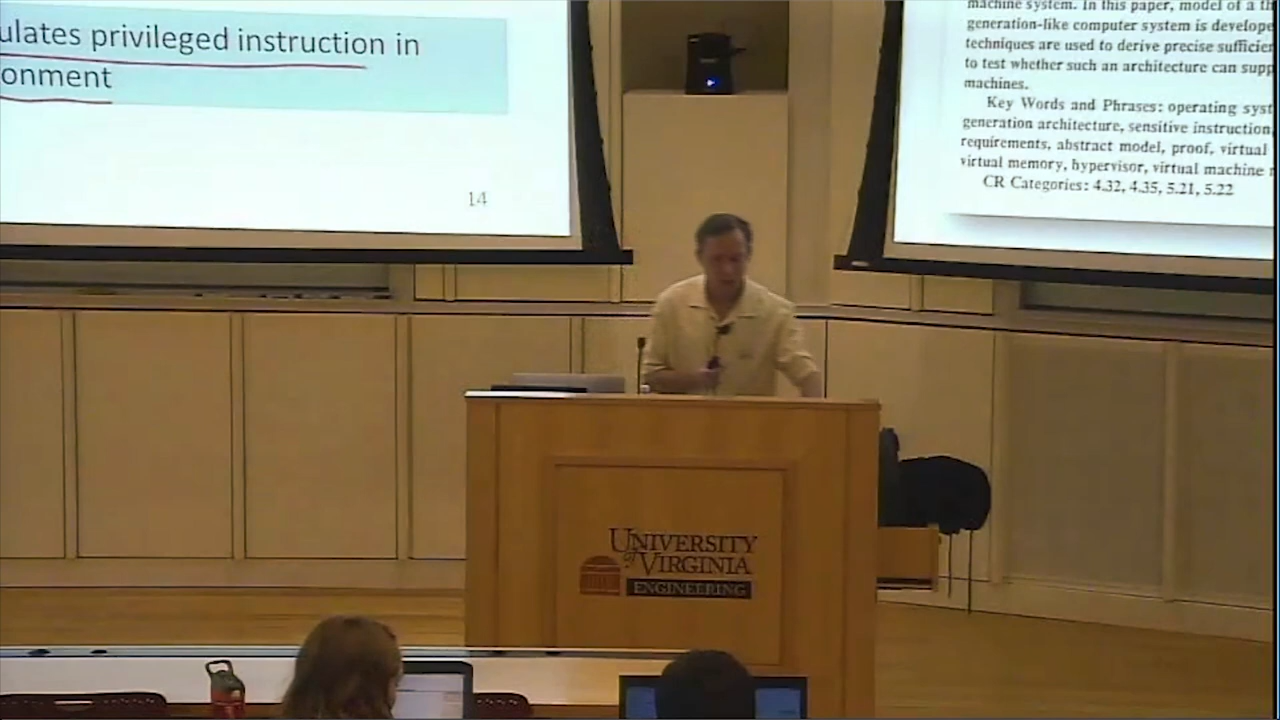 ulates privileged instruction in
onment
14
machine system. In this paper, model of a th
generation-like computer system is develope
techniques are used to derive precise sufficien
to test whether such an architecture can supp
machines.
Key Words and Phrases: operating syst
generation architecture, sensitive instruction,
requirements, abstract model, proof, virtual
virtual memory, hypervisor, virtual machine
CR Categories: 4.32, 4.35, 5.21, 5.22
UNIVERSITY
of VIRGINIA
ENGINEERING